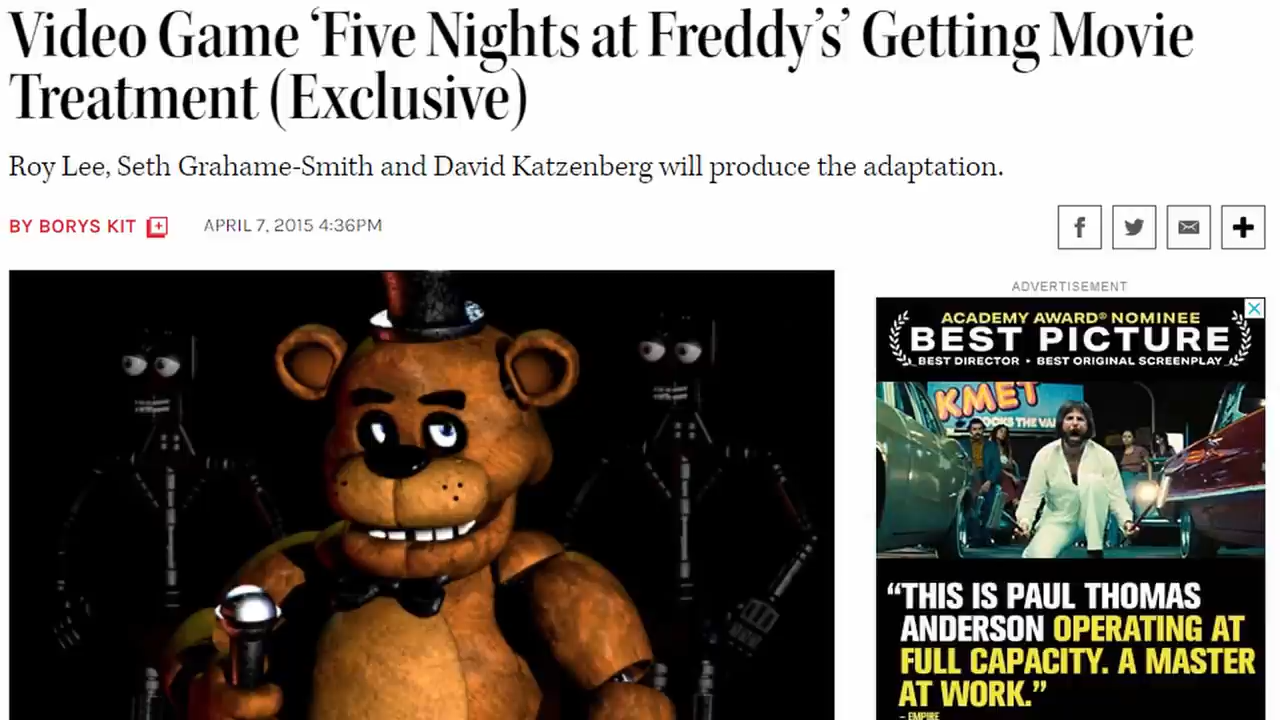 Video Game ‘Five Nights at Freddy’s’ Getting Movie
Treatment (Exclusive)
Roy Lee, Seth Grahame-Smith and David Katzenberg will produce the adaptation.
BY BORYS KIT
APRIL 7, 2015 4:36PM
ADVERTISEMENT
ACADEMY AWARD® NOMINEE
BEST PICTURE
BEST DIRECTOR • BEST ORIGINAL SCREENPLAY
KMET
“THIS IS PAUL THOMAS
ANDERSON OPERATING AT
FULL CAPACITY. A MASTER
AT WORK.”
– EMPIRE